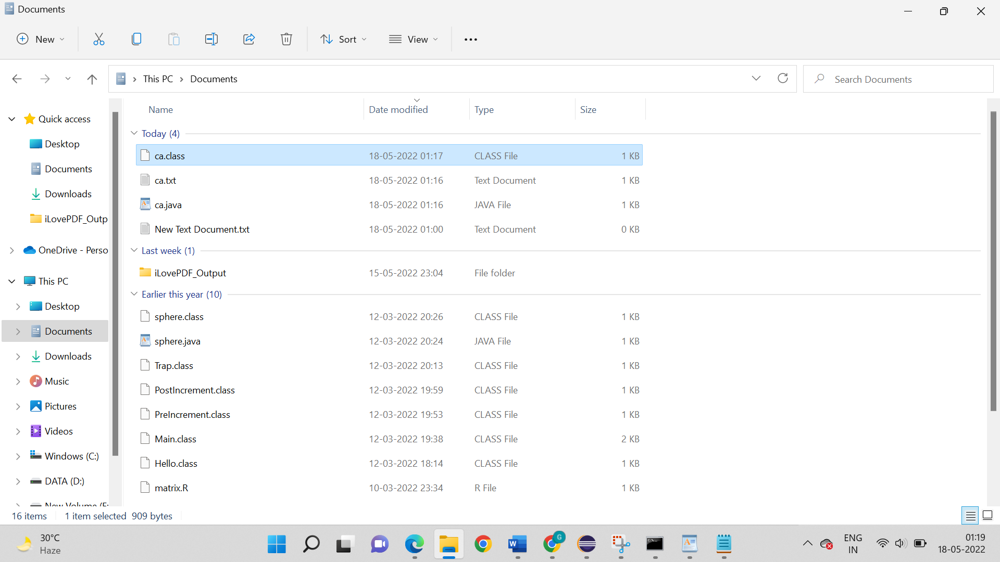 Documents
New
Sort
View
This PC
Documents
Search Documents
Name
Date modified
Type
Size
Quick access
Desktop
Documents
Downloads
iLovePDF_Outp
OneDrive - Perso
This PC
Desktop
Documents
Downloads
Music
Pictures
Videos
Windows (C:)
DATA (D:)
New Volume (E:
Today (4)
ca.class 18-05-2022 01:17 CLASS File 1 KB
ca.txt 18-05-2022 01:16 Text Document 1 KB
ca.java 18-05-2022 01:16 JAVA File 1 KB
New Text Document.txt 18-05-2022 01:00 Text Document 0 KB
Last week (1)
iLovePDF_Output 15-05-2022 23:04 File folder
Earlier this year (10)
sphere.class 12-03-2022 20:26 CLASS File 1 KB
sphere.java 12-03-2022 20:24 JAVA File 1 KB
Trap.class 12-03-2022 20:13 CLASS File 1 KB
PostIncrement.class 12-03-2022 19:59 CLASS File 1 KB
PreIncrement.class 12-03-2022 19:53 CLASS File 1 KB
Main.class 12-03-2022 19:38 CLASS File 2 KB
Hello.class 12-03-2022 18:14 CLASS File 1 KB
matrix.R 10-03-2022 23:34 R File 1 KB
16 items 1 item selected 909 bytes
30°C
Haze
W
G
ENG
IN
01:19
18-05-2022